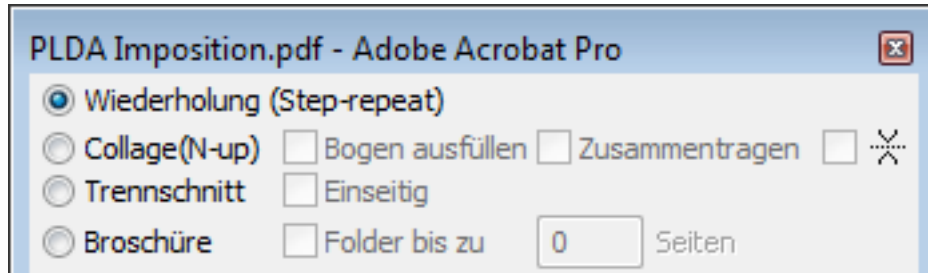 PLDA Imposition.pdf - Adobe Acrobat Pro
Wiederholung (Step-repeat)
Collage(N-up) Bogen ausfüllen Zusammentragen
Trennschnitt Einseitig
Broschüre Folder bis zu 0 Seiten